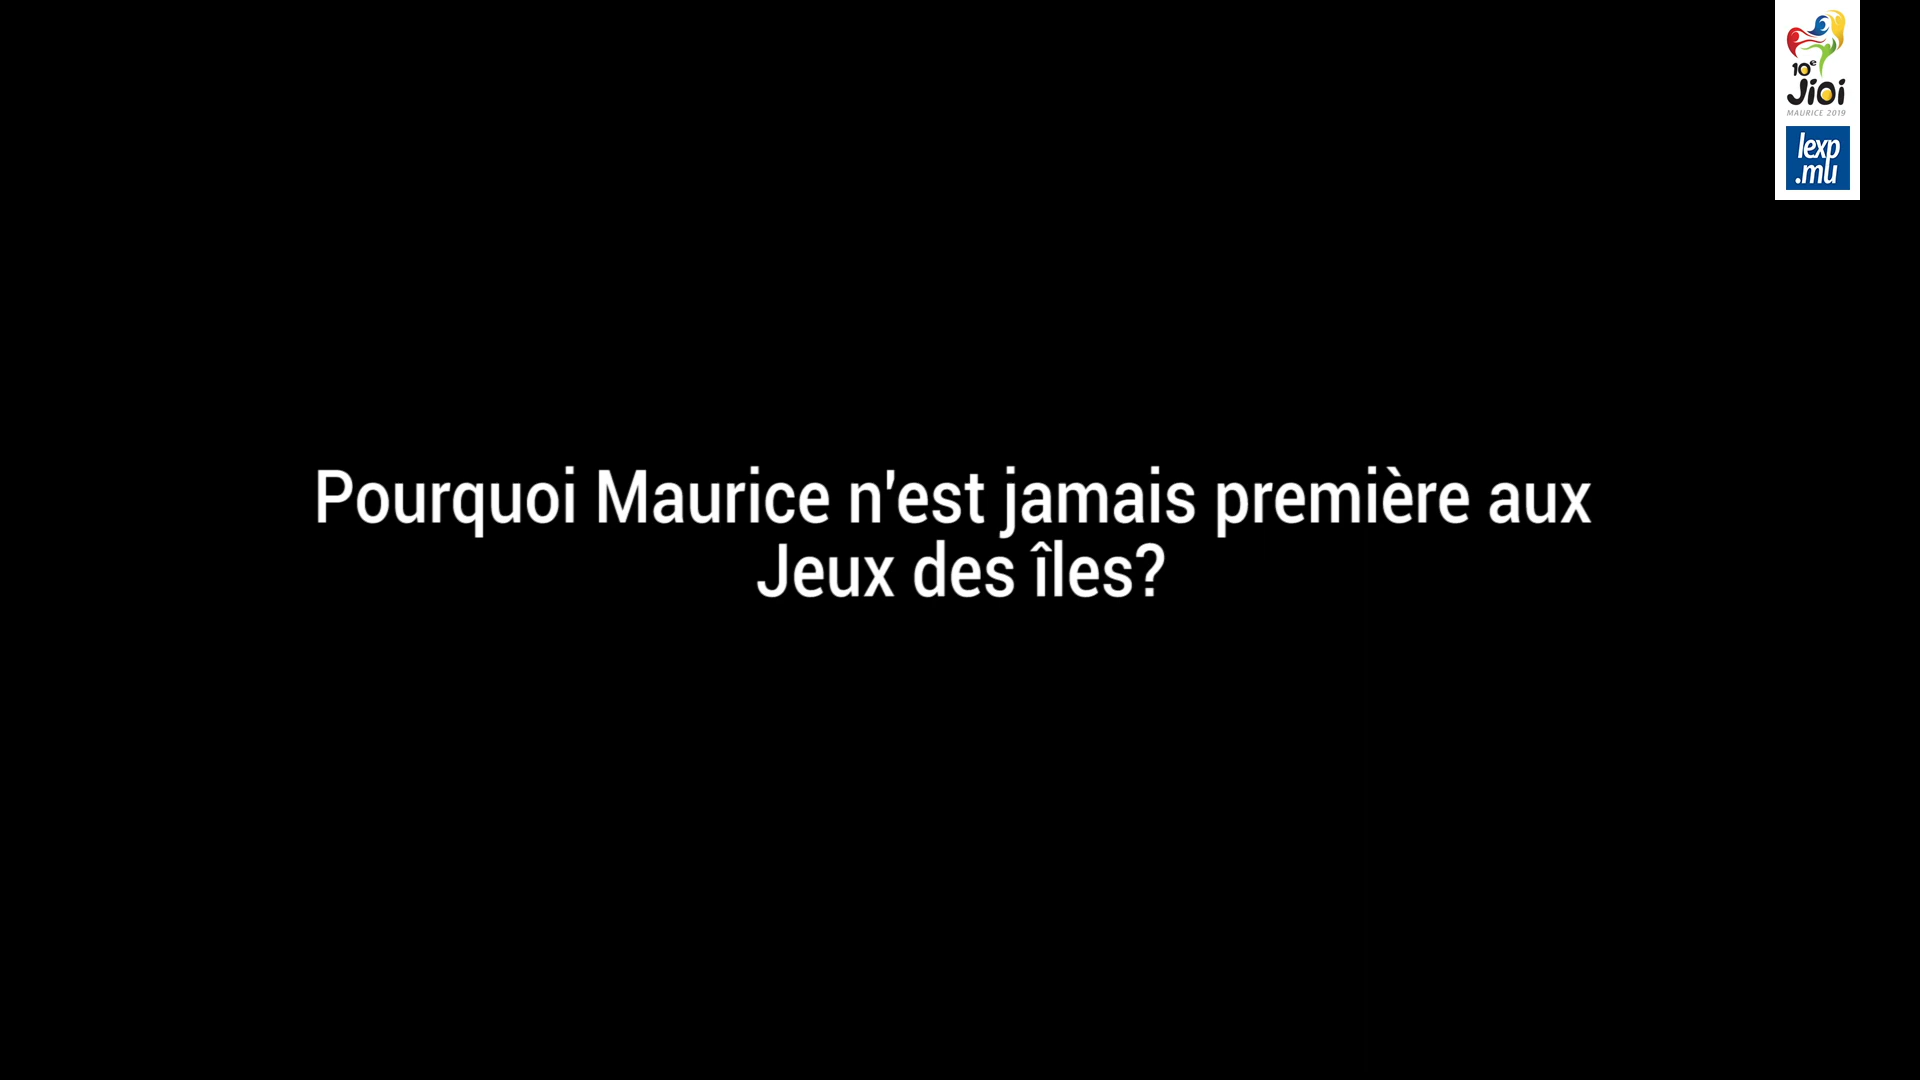 10e
Jioi
MAURICE 2019
lexp
.mu
Pourquoi Maurice n'est jamais première aux
Jeux des îles?